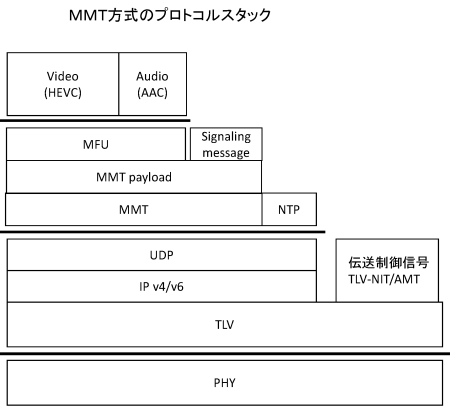 MMT方式のプロトコルスタック
Video
(HEVC)
Audio
(AAC)
MFU
Signaling
message
MMT payload
MMT
NTP
UDP
伝送制御信号
TLV-NIT/AMT
IP v4/v6
TLV
PHY